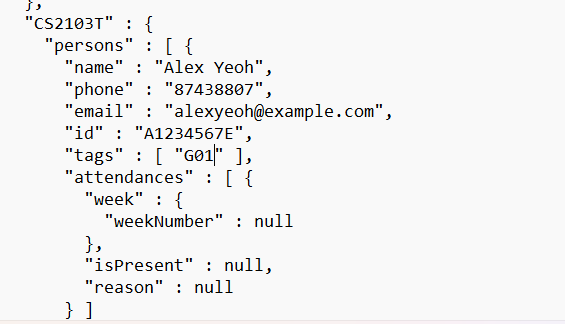 },
"CS2103T" : {
"persons" : [ {
"name" : "Alex Yeoh",
"phone" : "87438807",
"email" : "alexyeoh@example.com",
"id" : "A1234567E",
"tags" : [ "G01" ],
"attendances" : [ {
"week" : {
"weekNumber" : null
},
"isPresent" : null,
"reason" : null
} ]